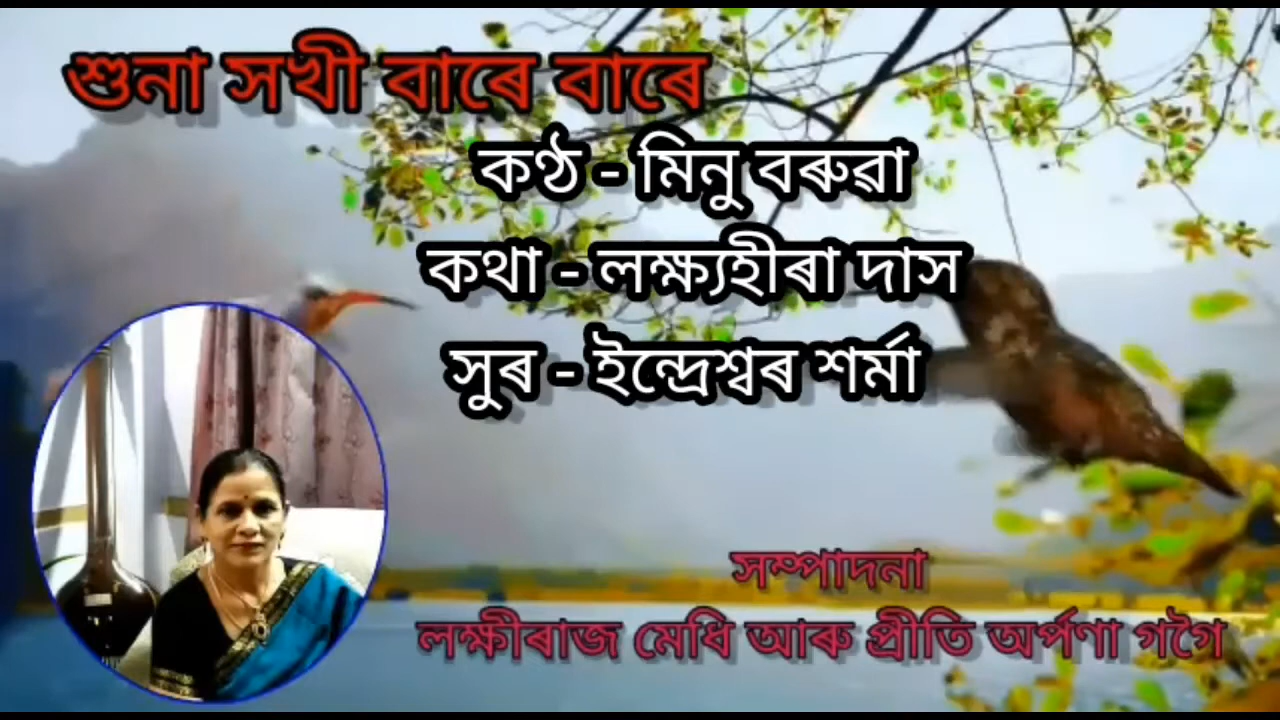 শুনা সখী বাৰে বাৰে
কণ্ঠ - মিনু বৰুৱা
কথা - লক্ষ্যহীৰা দাস
সুৰ - ইন্দ্ৰেশ্বৰ শৰ্মা
সম্পাদনা
লক্ষীৰাজ মেধি আৰু প্ৰীতি অৰ্পণা গগৈ